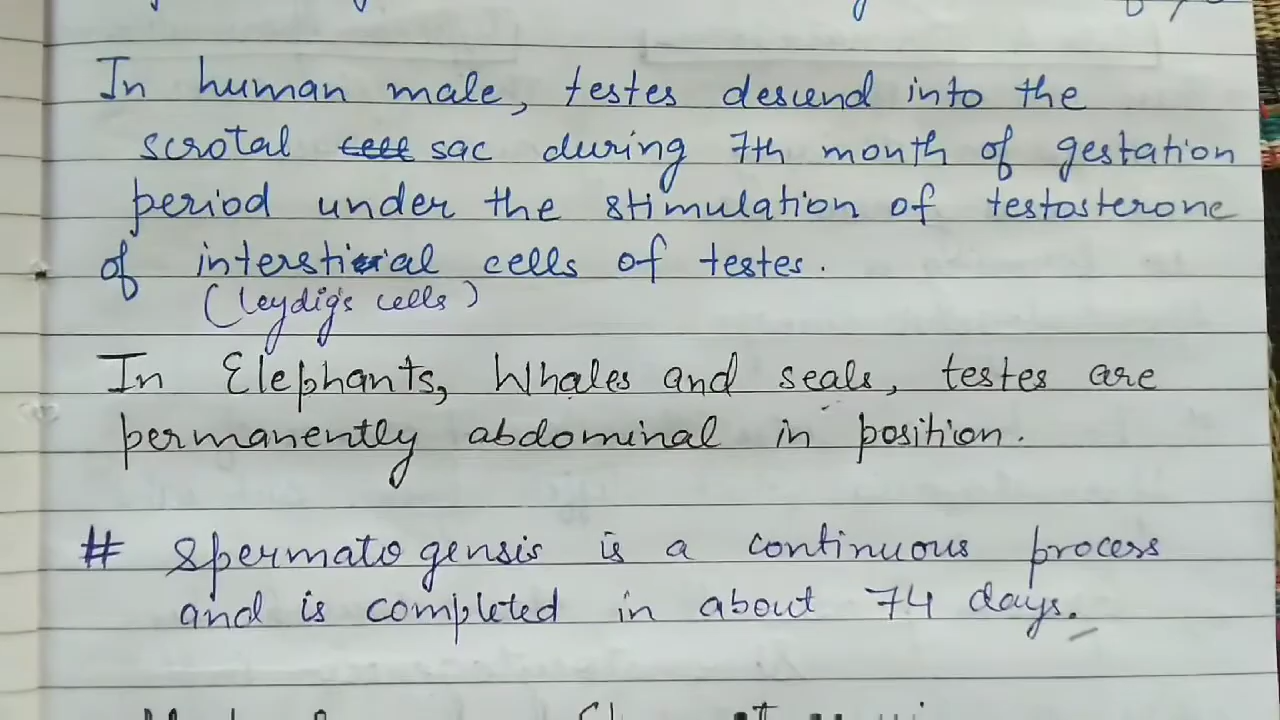 In human male, testes descend into the
scrotal sac during 7th month of gestation
period under the stimulation of testosterone
of interstitial cells of testes.
(Leydig's cells)
In Elephants, Whales and seals, testes are
permanently abdominal in position.
# Spermatogensis is a continuous process
and is completed in about 74 days.